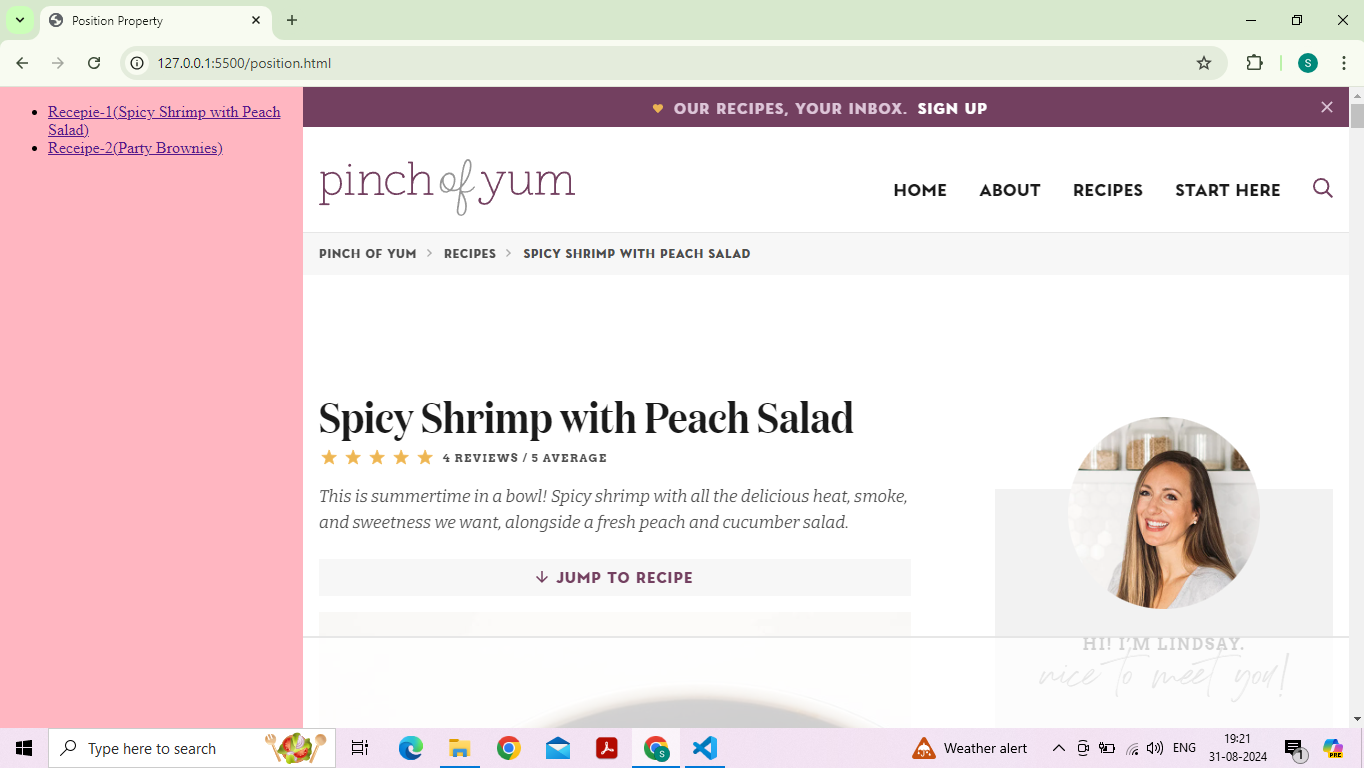 Position Property
127.0.0.1:5500/position.html
S
Recepie-1(Spicy Shrimp with Peach
Salad)
Receipe-2(Party Brownies)
OUR RECIPES, YOUR INBOX. SIGN UP
pinch of yum
HOME ABOUT RECIPES START HERE
PINCH OF YUM > RECIPES > SPICY SHRIMP WITH PEACH SALAD
Spicy Shrimp with Peach Salad
4 REVIEWS / 5 AVERAGE
This is summertime in a bowl! Spicy shrimp with all the delicious heat, smoke,
and sweetness we want, alongside a fresh peach and cucumber salad.
↓ JUMP TO RECIPE
HI! I'M LINDSAY.
nice to meet you!
Type here to search
S
Weather alert
ENG
19:21
31-08-2024
1
PRE